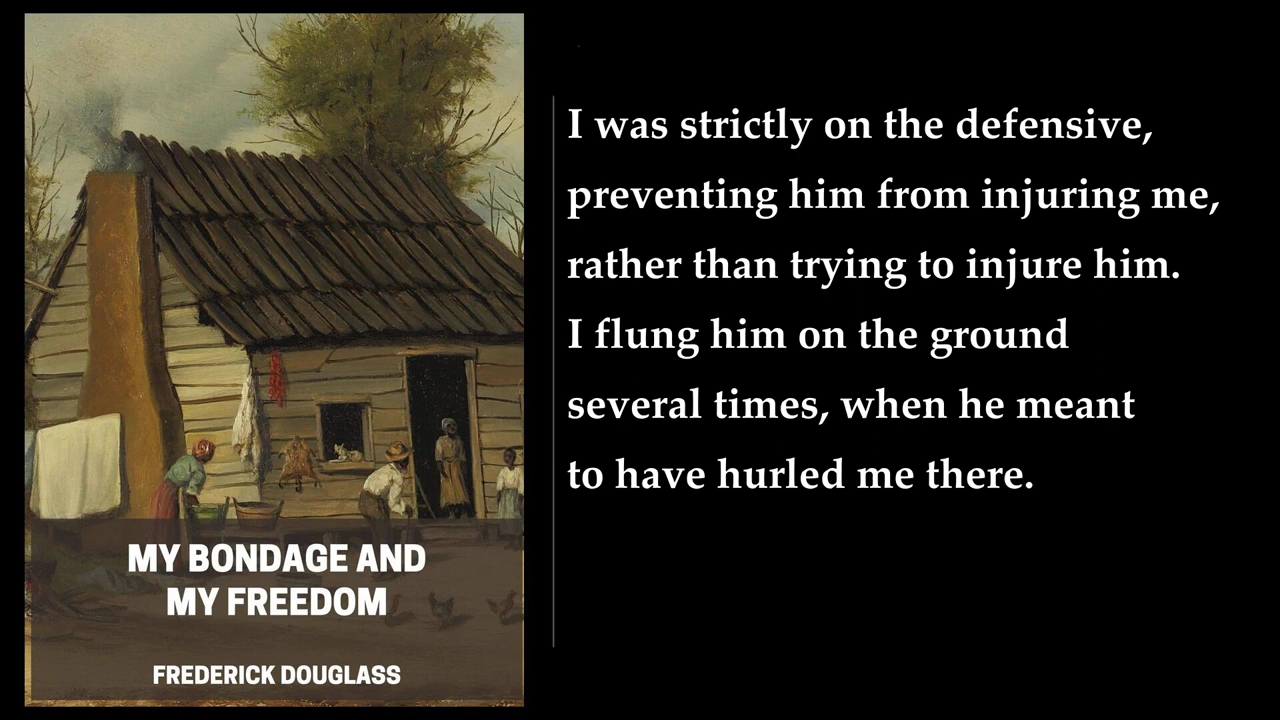 MY BONDAGE AND
MY FREEDOM
FREDERICK DOUGLASS
I was strictly on the defensive,
preventing him from injuring me,
rather than trying to injure him.
I flung him on the ground
several times, when he meant
to have hurled me there.